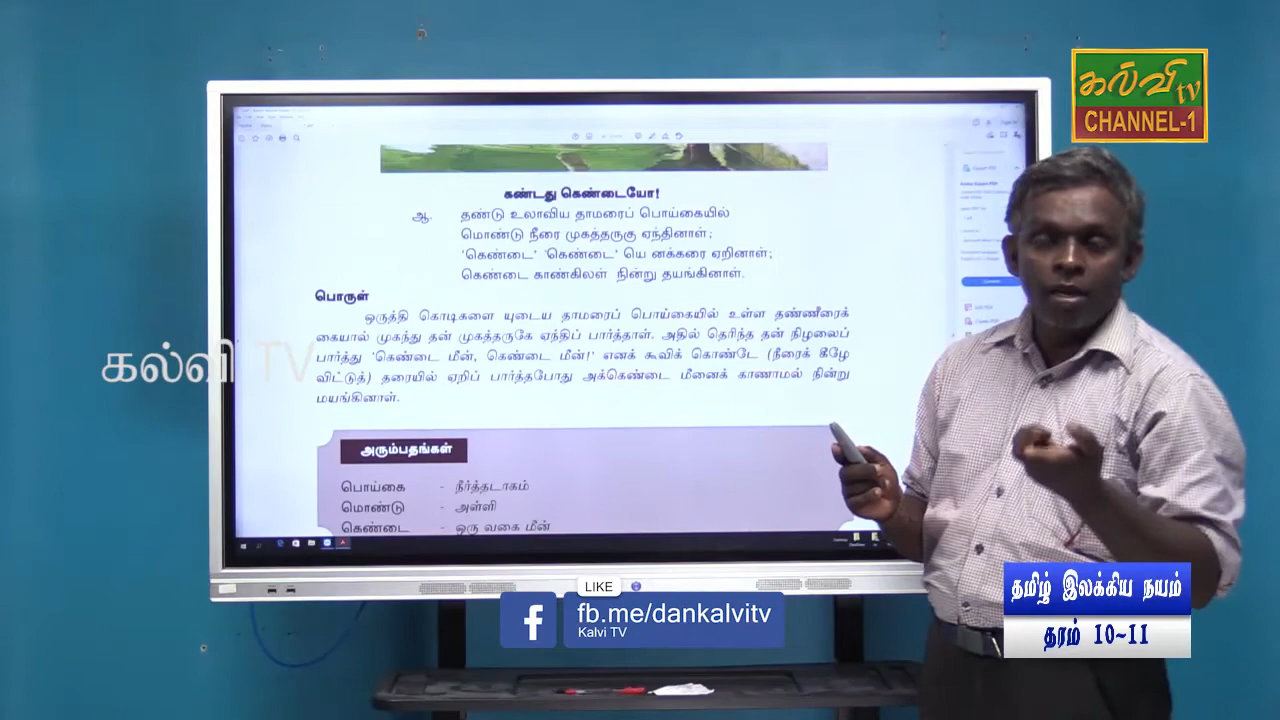 கல்வி tv
CHANNEL-1
கண்டது கெண்டையோ!
ஆ. தண்டு உலாவிய தாமரைப் பொய்கையில்
மொண்டு நீரை முகத்தருகு ஏந்தினாள்;
'கெண்டை' 'கெண்டை' யெ னக்கரை ஏறினாள்;
கெண்டை காண்கிலள் நின்று தயங்கினாள்.
பொருள்
ஒருத்தி கொடிகளை யுடைய தாமரைப் பொய்கையில் உள்ள தண்ணீரைக்
கையால் முகந்து தன் முகத்தருகே ஏந்திப் பார்த்தாள். அதில் தெரிந்த தன் நிழலைப்
பார்த்து 'கெண்டை மீன், கெண்டை மீன்!' எனக் கூவிக் கொண்டே (நீரைக் கீழே
விட்டுத்) தரையில் ஏறிப் பார்த்தபோது அக்கெண்டை மீனைக் காணாமல் நின்று
மயங்கினாள்.
கல்வி TV
அரும்பதங்கள்
பொய்கை - நீர்த்தடாகம்
மொண்டு - அள்ளி
கெண்டை - ஒரு வகை மீன்
LIKE
f fb.me/dankalvitv
Kalvi TV
தமிழ் இலக்கிய நயம்
தரம் 10-11